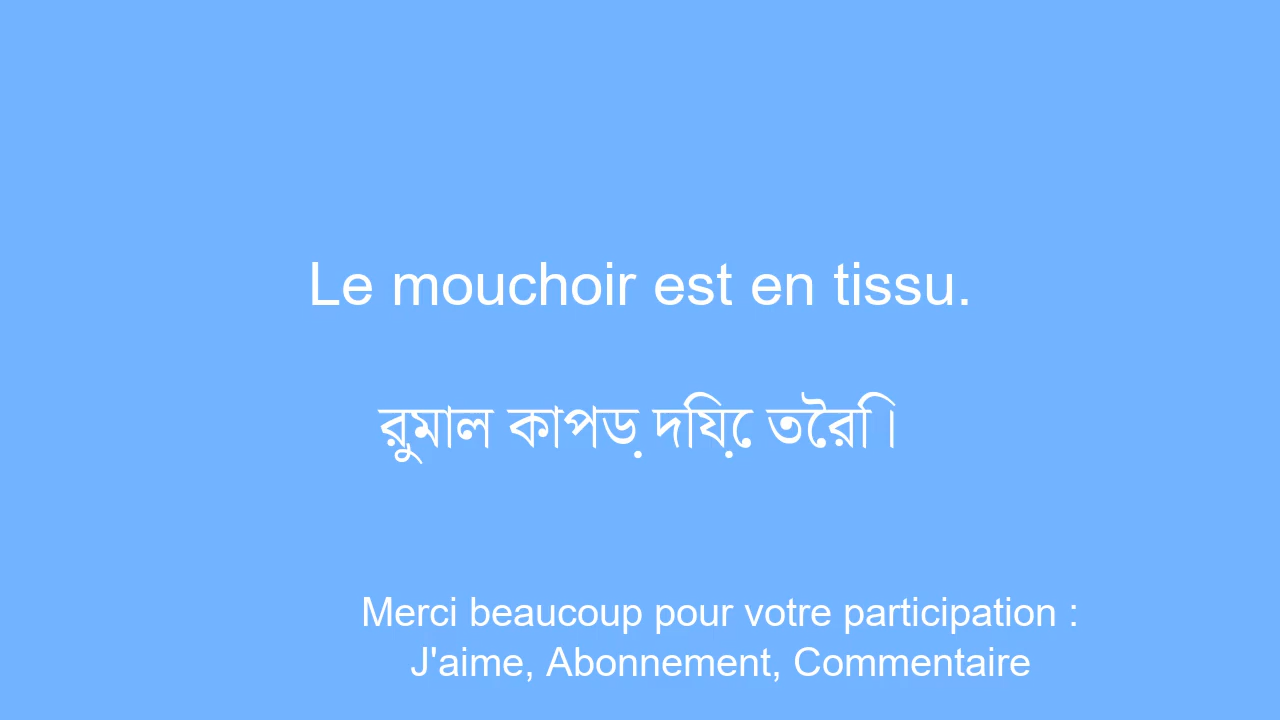 Le mouchoir est en tissu.
রুমাল কাপড় দিয়ে তৈরি।
Merci beaucoup pour votre participation :
J'aime, Abonnement, Commentaire